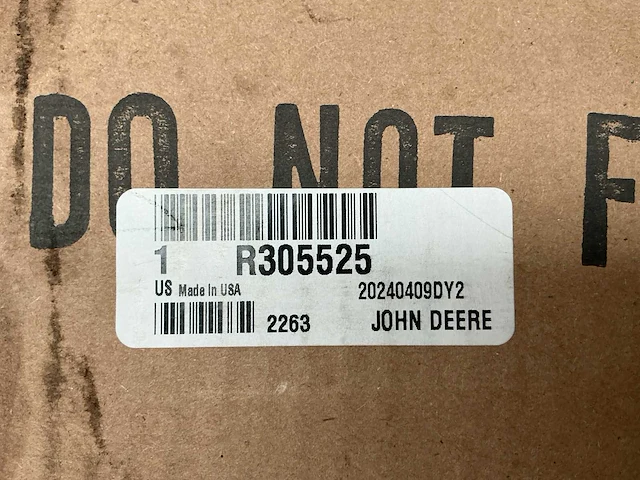 DO NOT F
1 R305525
US Made In USA 20240409DY2
2263 JOHN DEERE